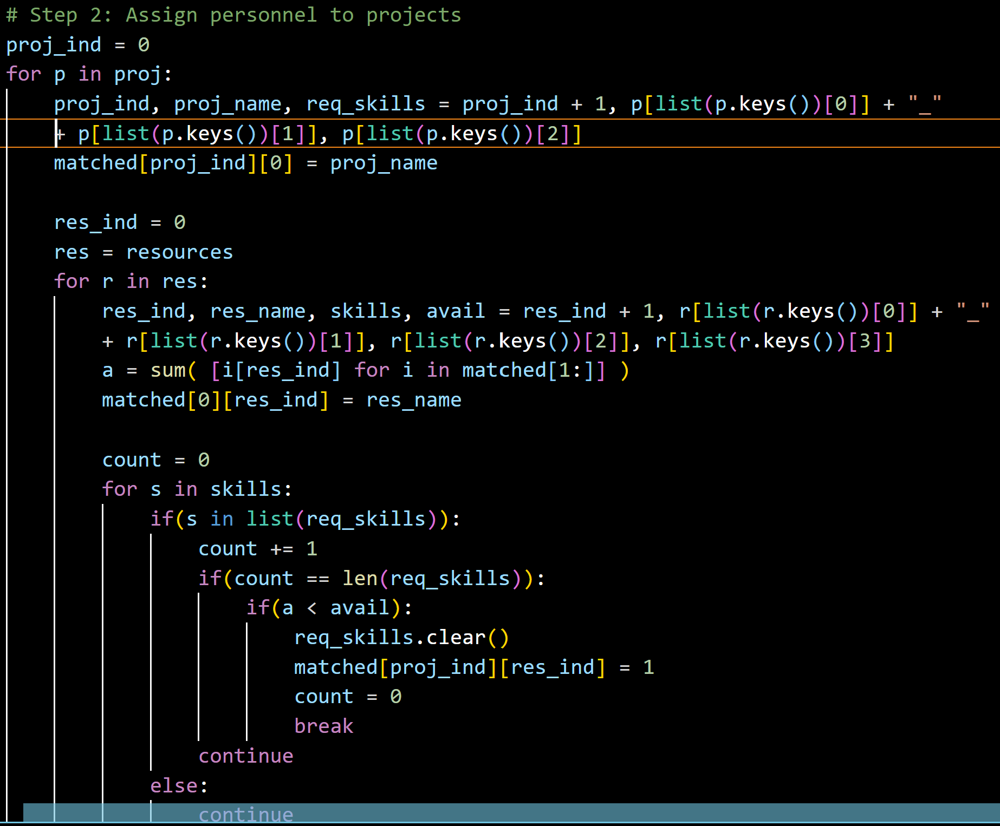 # Step 2: Assign personnel to projects
proj_ind = 0
for p in proj:
    proj_ind, proj_name, req_skills = proj_ind + 1, p[list(p.keys())[0]] + "_"
    + p[list(p.keys())[1]], p[list(p.keys())[2]]
    matched[proj_ind][0] = proj_name

    res_ind = 0
    res = resources
    for r in res:
        res_ind, res_name, skills, avail = res_ind + 1, r[list(r.keys())[0]] + "_"
        + r[list(r.keys())[1]], r[list(r.keys())[2]], r[list(r.keys())[3]]
        a = sum( [i[res_ind] for i in matched[1:]] )
        matched[0][res_ind] = res_name

        count = 0
        for s in skills:
            if(s in list(req_skills)):
                count += 1
                if(count == len(req_skills)):
                    if(a < avail):
                        req_skills.clear()
                        matched[proj_ind][res_ind] = 1
                        count = 0
                        break
                continue
            else:
                continue